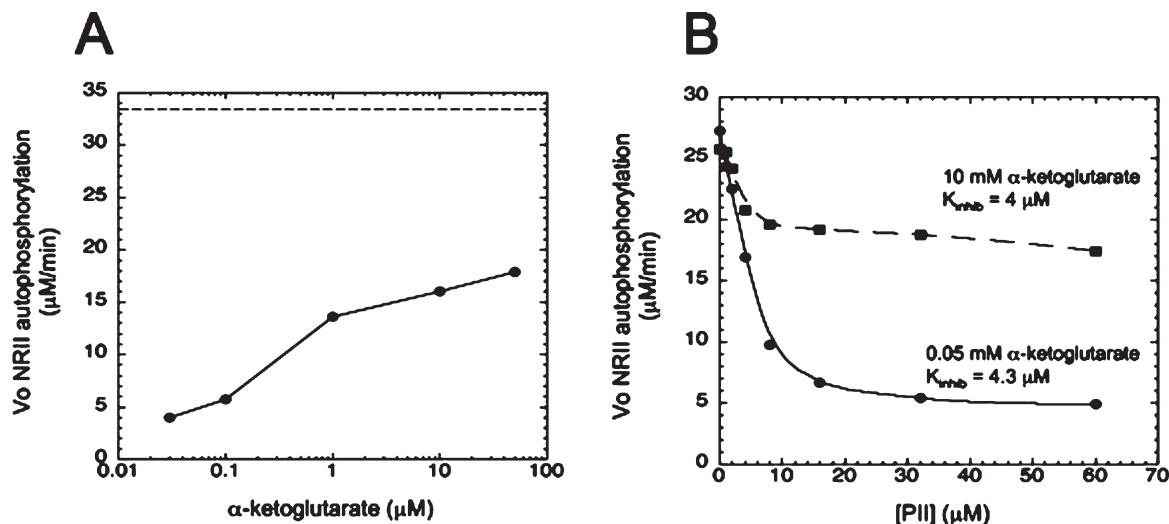 A
Vo NRII autophosphorylation
(μM/min)
35
30
25
20
15
10
5
0
0.01
0.1
1
10
100
α-ketoglutarate (μM)
B
Vo NRII autophosphorylation
(μM/min)
30
25
20
15
10
5
0
10 mM α-ketoglutarate
Kinhib = 4 μM
0.05 mM α-ketoglutarate
Kinhib = 4.3 μM
0
10
20
30
40
50
60
70
[PII] (μM)